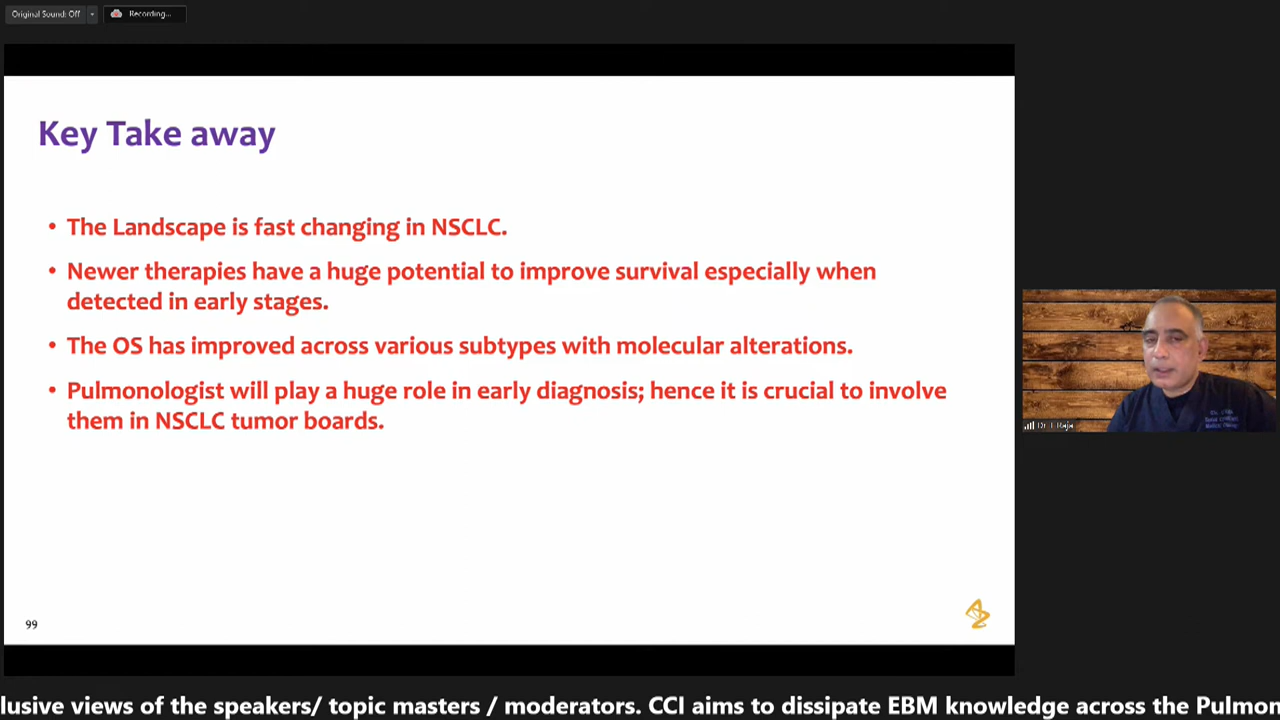 Original Sound: Off
Recording...
Key Take away
• The Landscape is fast changing in NSCLC.
• Newer therapies have a huge potential to improve survival especially when
detected in early stages.
• The OS has improved across various subtypes with molecular alterations.
• Pulmonologist will play a huge role in early diagnosis; hence it is crucial to involve
them in NSCLC tumor boards.
Raja
99
lusive views of the speakers/ topic masters / moderators. CCI aims to dissipate EBM knowledge across the Pulmon